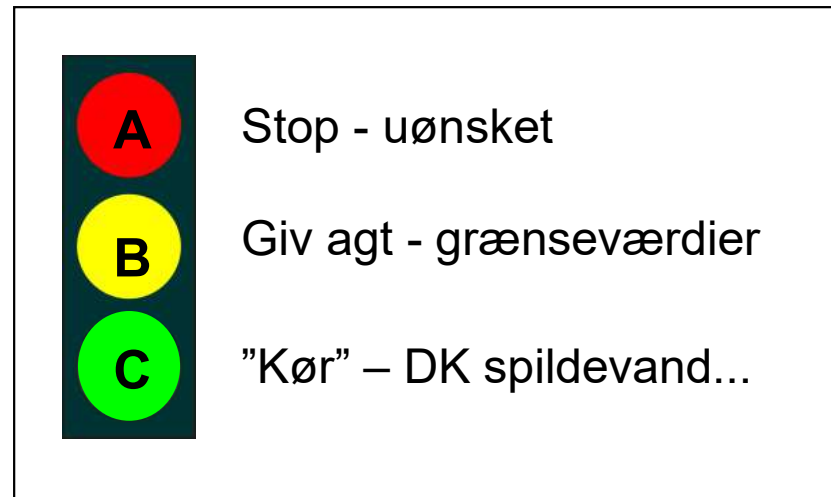 A Stop - uønsket
B Giv agt - grænseværdier
C ”Kør” – DK spildevand...